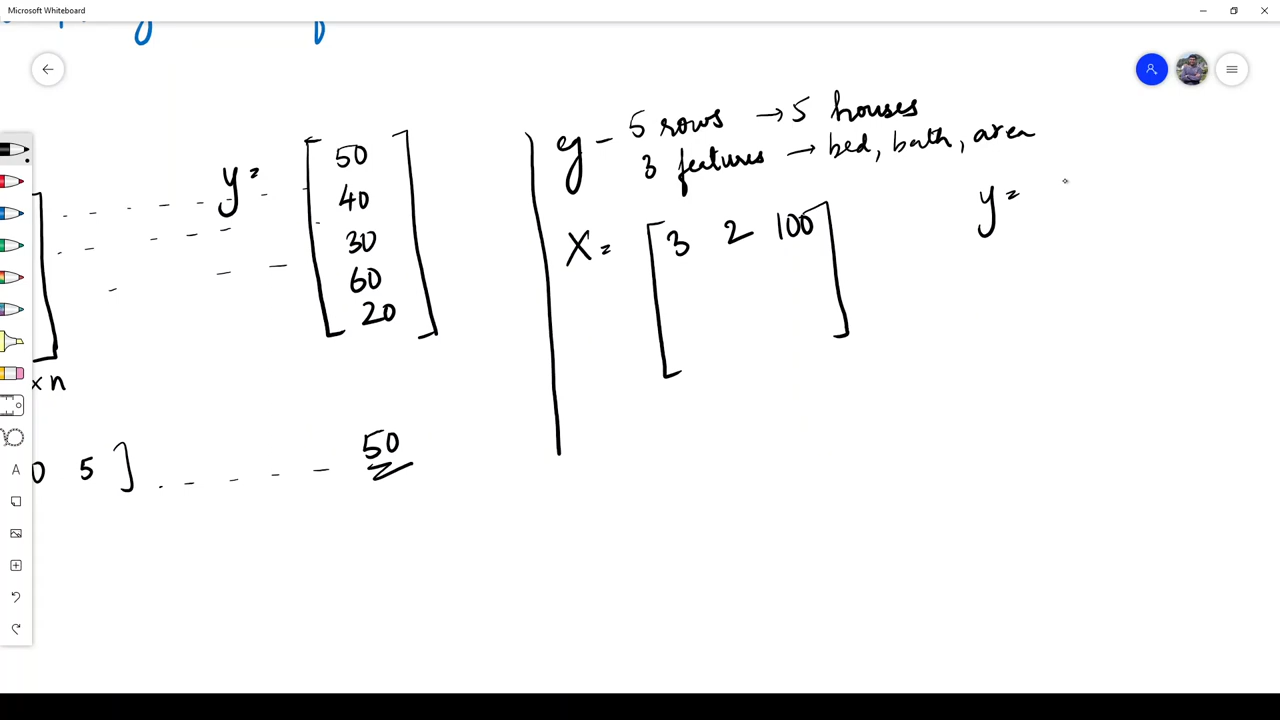 Microsoft Whiteboard
y =
50
40
30
60
20
x n
0 5 ]
50
eg - 5 rows → 5 houses
3 features → bed, bath, area
X = [ 3 2 100 ]
y =
A